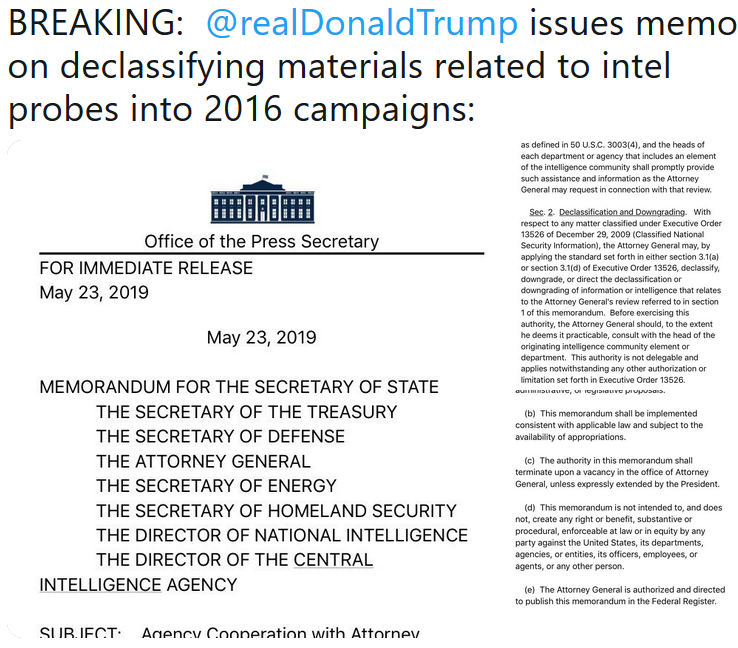 BREAKING: @realDonaldTrump issues memo
on declassifying materials related to intel
probes into 2016 campaigns:
Office of the Press Secretary
FOR IMMEDIATE RELEASE
May 23, 2019
May 23, 2019
MEMORANDUM FOR THE SECRETARY OF STATE
THE SECRETARY OF THE TREASURY
THE SECRETARY OF DEFENSE
THE ATTORNEY GENERAL
THE SECRETARY OF ENERGY
THE SECRETARY OF HOMELAND SECURITY
THE DIRECTOR OF NATIONAL INTELLIGENCE
THE DIRECTOR OF THE CENTRAL
INTELLIGENCE AGENCY
SUBJECT: Agency Cooperation with Attorney
as defined in 50 U.S.C. 3003(4), and the heads of
each department or agency that includes an element
of the intelligence community shall promptly provide
such assistance and information as the Attorney
General may request in connection with that review.
Sec. 2. Declassification and Downgrading. With
respect to any matter classified under Executive Order
13526 of December 29, 2009 (Classified National
Security Information), the Attorney General may, by
applying the standard set forth in either section 3.1(a)
or section 3.1(d) of Executive Order 13526, declassify,
downgrade, or direct the declassification or
downgrading of information or intelligence that relates
to the Attorney General's review referred to in section
1 of this memorandum. Before exercising this
authority, the Attorney General should, to the extent
he deems it practicable, consult with the head of the
originating intelligence community element or
department. This authority is not delegable and
applies notwithstanding any other authorization or
limitation set forth in Executive Order 13526.
administrative, or legislative proposals.
(b) This memorandum shall be implemented
consistent with applicable law and subject to the
availability of appropriations.
(c) The authority in this memorandum shall
terminate upon a vacancy in the office of Attorney
General, unless expressly extended by the President.
(d) This memorandum is not intended to, and does
not, create any right or benefit, substantive or
procedural, enforceable at law or in equity by any
party against the United States, its departments,
agencies, or entities, its officers, employees, or
agents, or any other person.
(e) The Attorney General is authorized and directed
to publish this memorandum in the Federal Register.